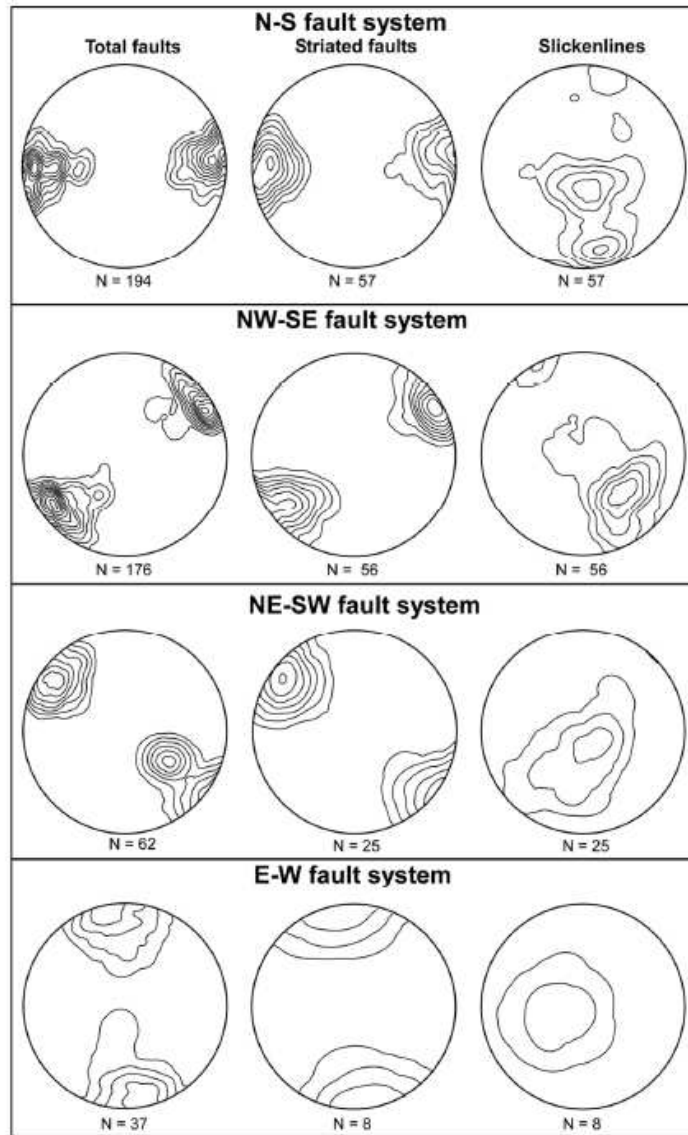 N-S fault system
Total faults Striated faults Slickenlines
N = 194 N = 57 N = 57
NW-SE fault system
N = 176 N = 56 N = 56
NE-SW fault system
N = 62 N = 25 N = 25
E-W fault system
N = 37 N = 8 N = 8